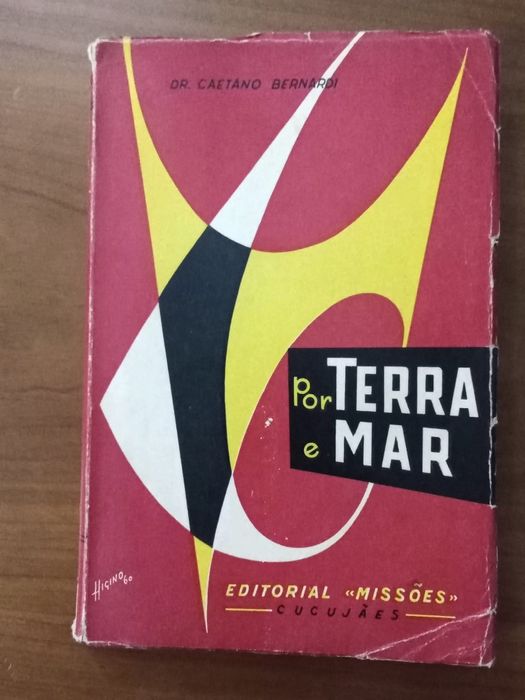 DR. CAETANO BERNARDI
Por TERRA
e MAR
HIGINO 60
EDITORIAL «MISSÕES»
CUCUJÃES